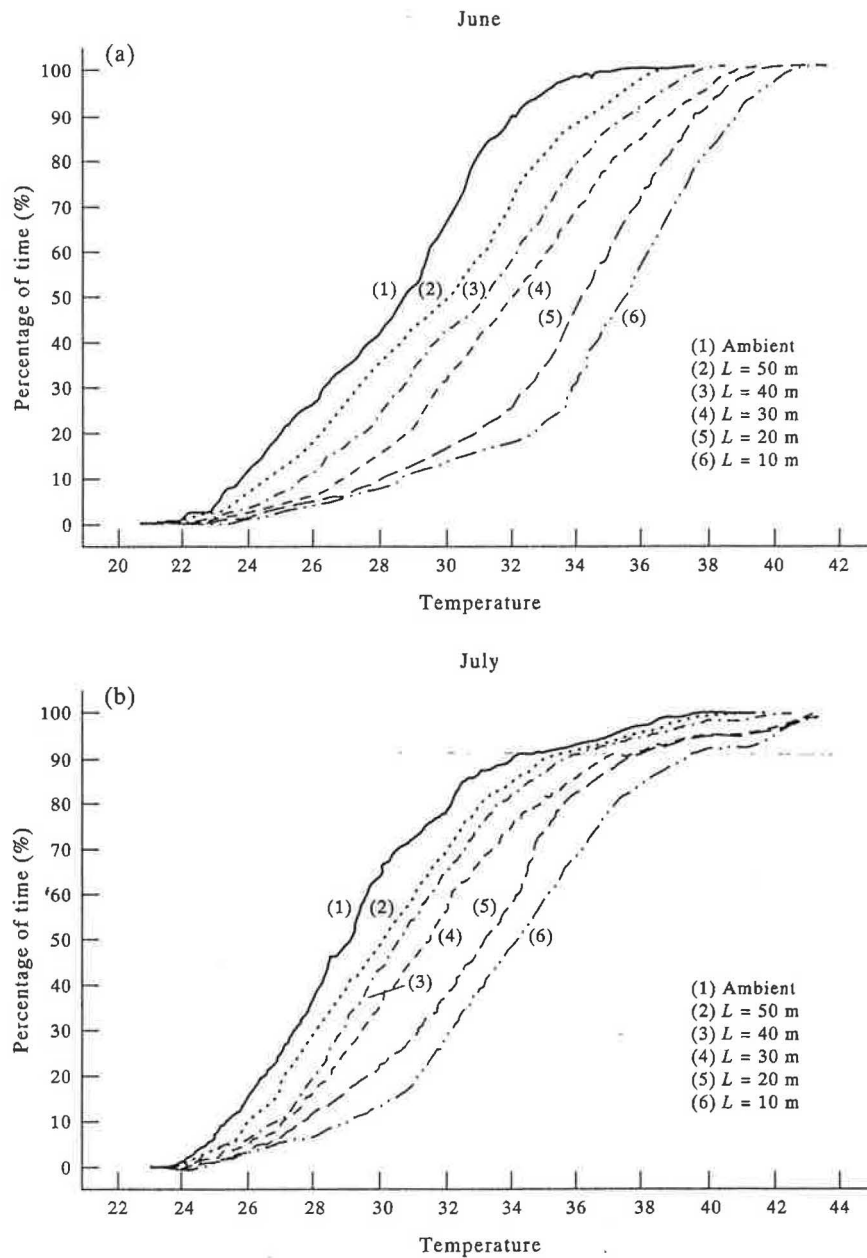 June
(a)
100
90
80
70
60
50
40
30
20
10
0
Percentage of time (%)
(1) (2) (3) (4) (5) (6)
(1) Ambient
(2) L = 50 m
(3) L = 40 m
(4) L = 30 m
(5) L = 20 m
(6) L = 10 m
20 22 24 26 28 30 32 34 36 38 40 42
Temperature
July
(b)
100
90
80
70
60
50
40
30
20
10
0
Percentage of time (%)
(1) (2) (3) (4) (5) (6)
(1) Ambient
(2) L = 50 m
(3) L = 40 m
(4) L = 30 m
(5) L = 20 m
(6) L = 10 m
22 24 26 28 30 32 34 36 38 40 42 44
Temperature